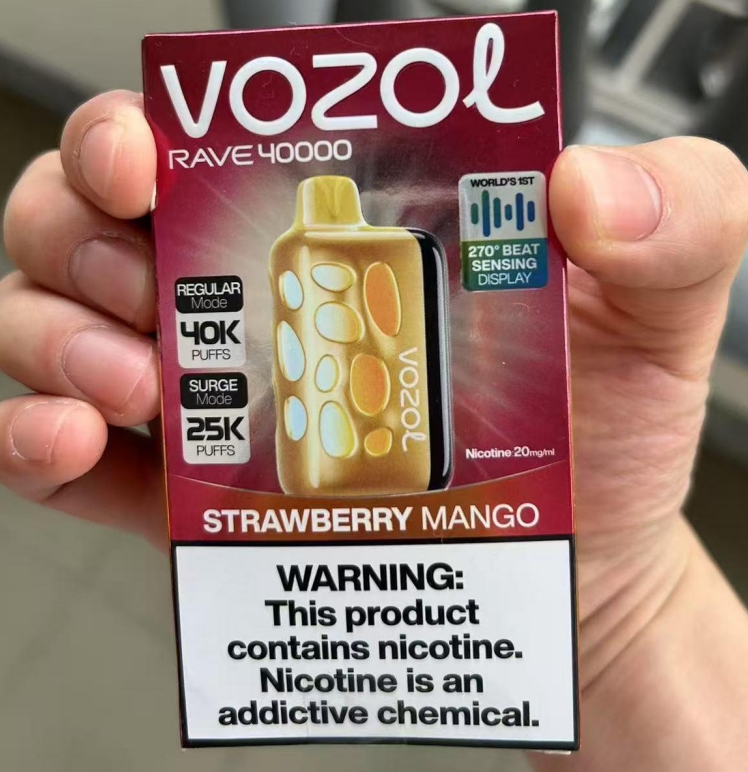 VOZOL
RAVE 40000
WORLD'S 1ST
270° BEAT
SENSING
DISPLAY
REGULAR
Mode
40K
PUFFS
SURGE
Mode
25K
PUFFS
VOZOL
Nicotine 20mg/ml
STRAWBERRY MANGO
WARNING:
This product
contains nicotine.
Nicotine is an
addictive chemical.